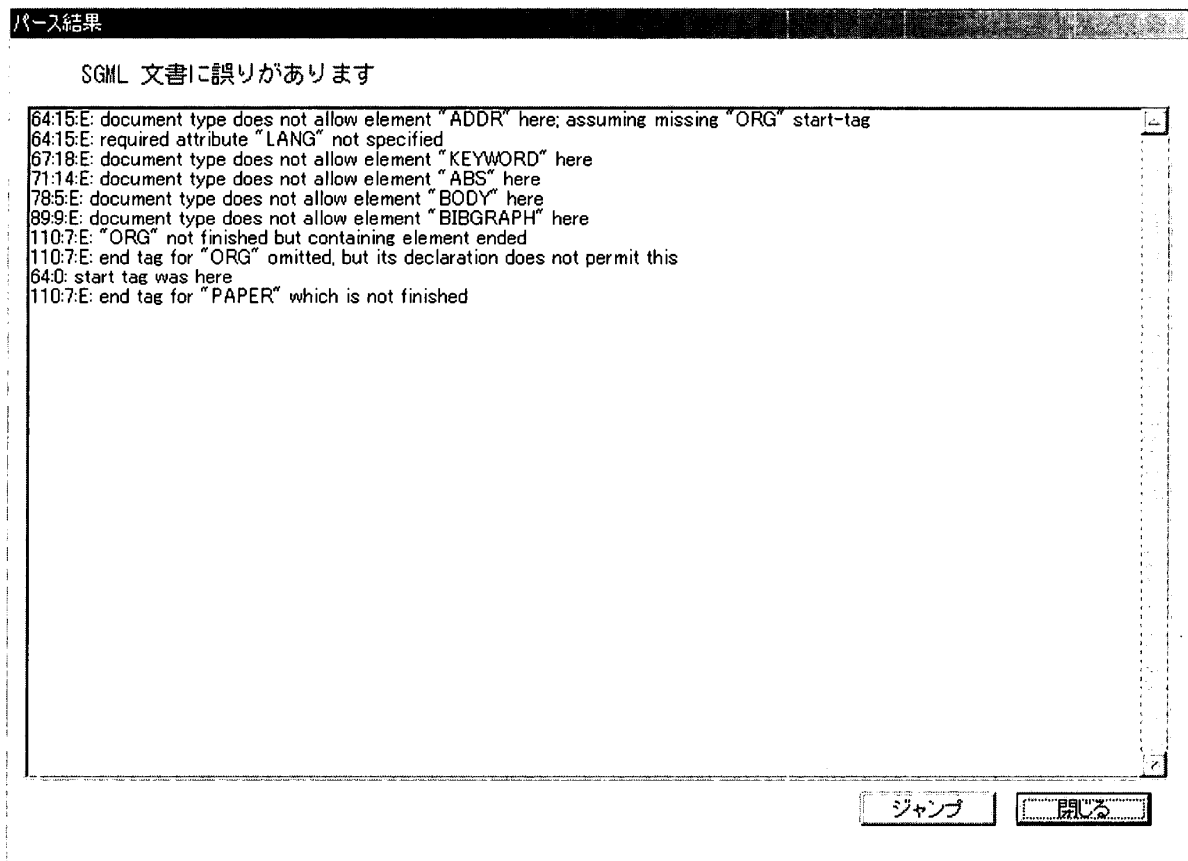 パース結果
SGML 文書に誤りがあります
64:15:E: document type does not allow element "ADDR" here; assuming missing "ORG" start-tag
64:15:E: required attribute "LANG" not specified
67:18:E: document type does not allow element "KEYWORD" here
71:14:E: document type does not allow element "ABS" here
78:5:E: document type does not allow element "BODY" here
89:9:E: document type does not allow element "BIBGRAPH" here
110:7:E: "ORG" not finished but containing element ended
110:7:E: end tag for "ORG" omitted, but its declaration does not permit this
64:0: start tag was here
110:7:E: end tag for "PAPER" which is not finished
ジャンプ 閉じる